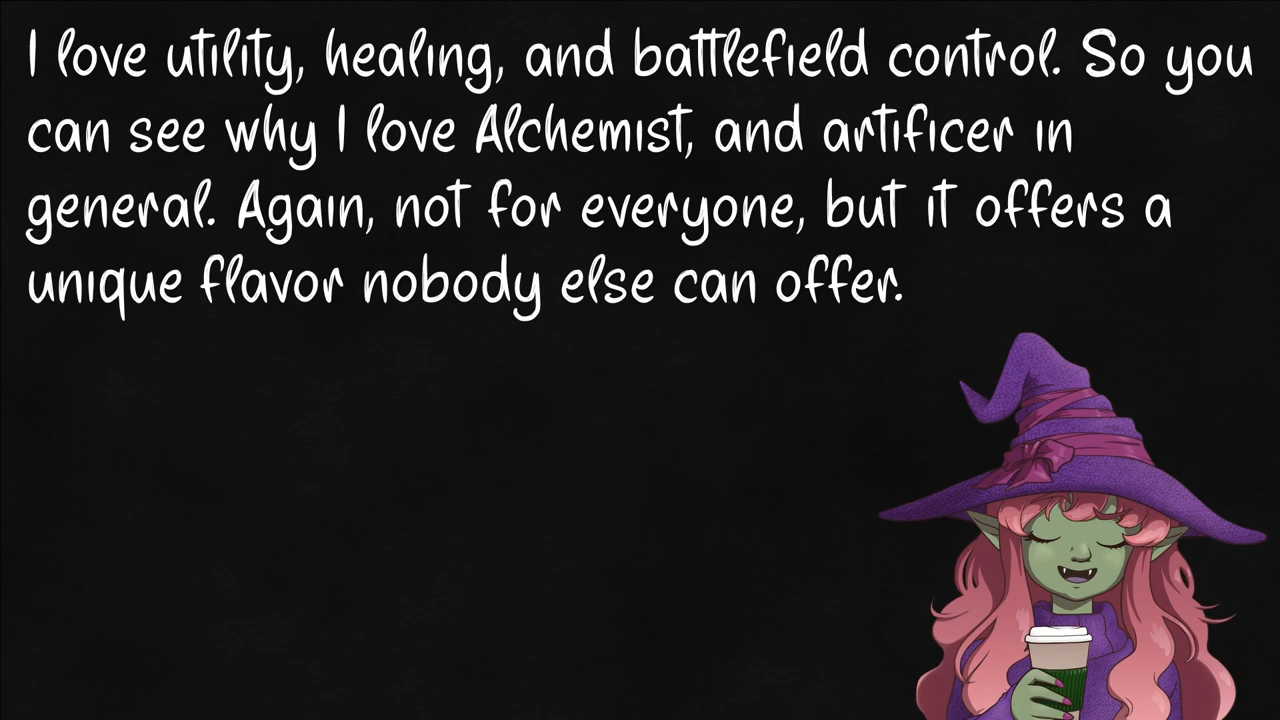 I love utility, healing, and battlefield control. So you
can see why I love Alchemist, and artificer in
general. Again, not for everyone, but it offers a
unique flavor nobody else can offer.